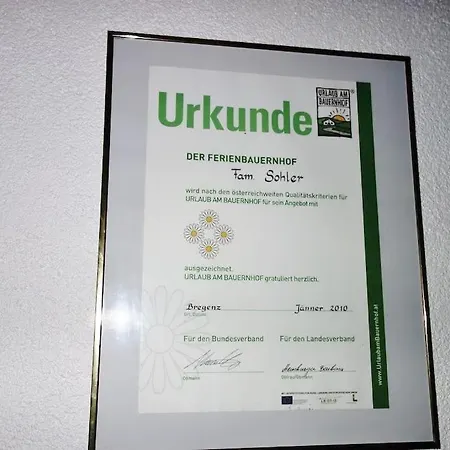 Urkunde
URLAUB AM
BAUERNHOF
®
DER FERIENBAUERNHOF
Fam. Sohler
wird nach den österreichweiten Qualitätskriterien für
URLAUB AM BAUERNHOF für sein Angebot mit
ausgezeichnet.
URLAUB AM BAUERNHOF gratuliert herzlich.
Bregenz
Jänner 2010
Für den Bundesverband
Für den Landesverband
Obmann
www.UrlaubamBauernhof.at